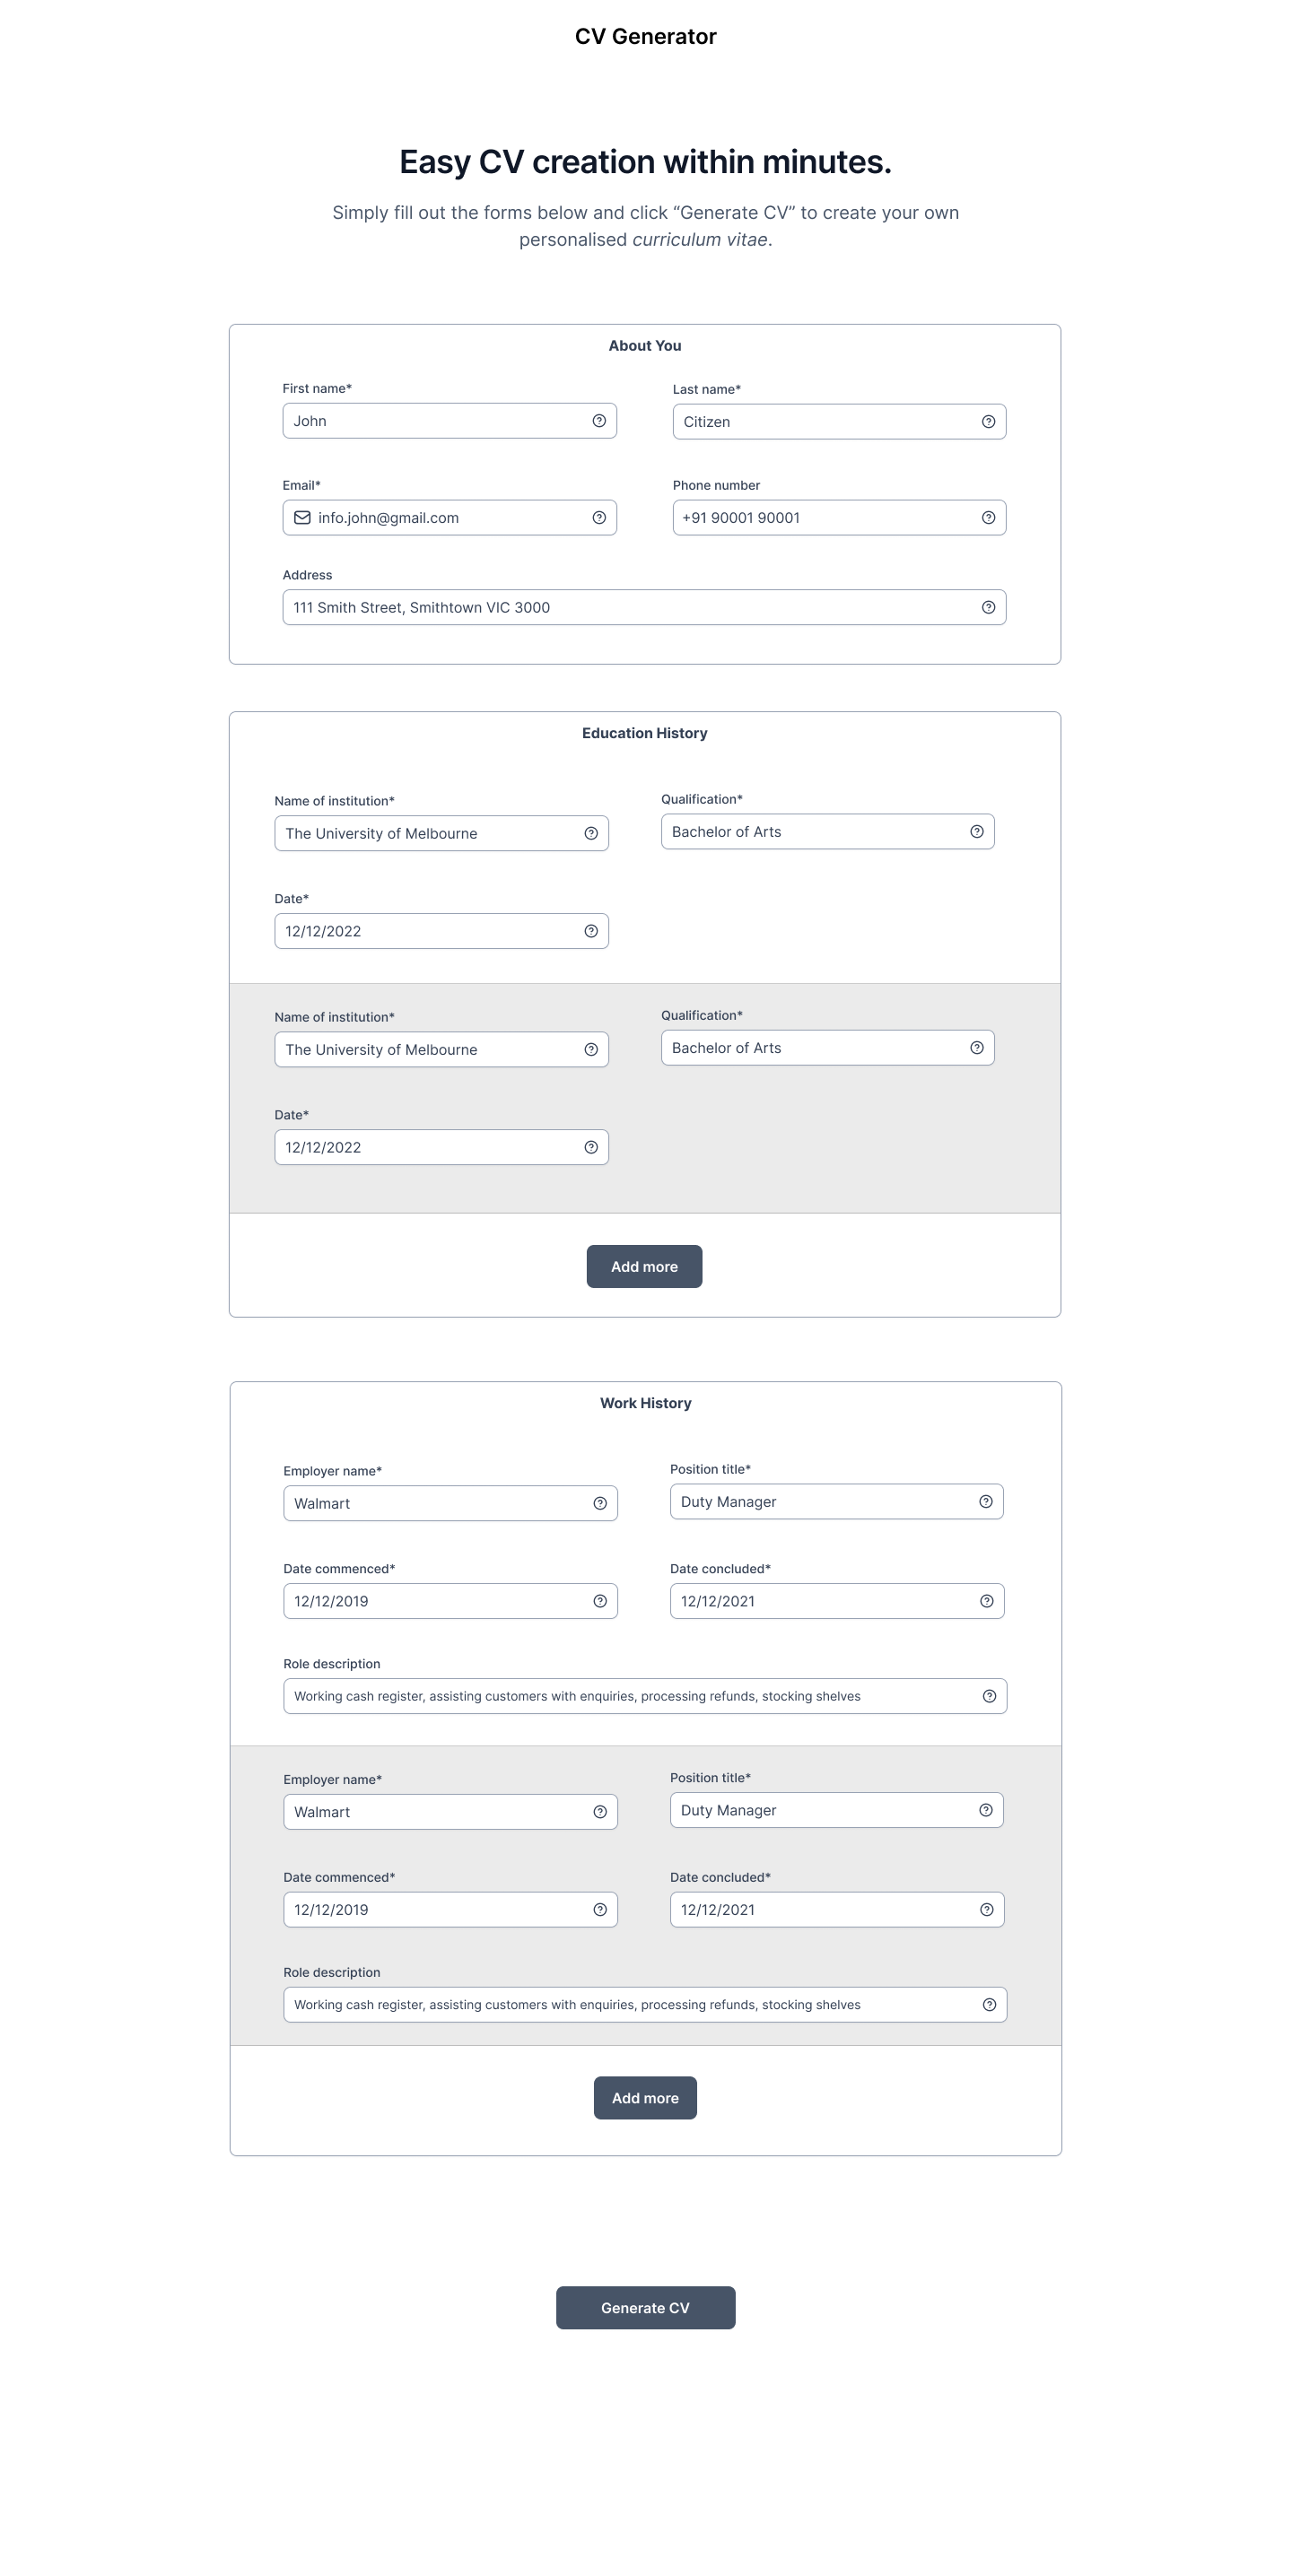 CV Generator
Easy CV creation within minutes.
Simply fill out the forms below and click “Generate CV” to create your own
personalised curriculum vitae.
About You
First name*
Last name*
John
Citizen
Email*
Phone number
info.john@gmail.com
+91 90001 90001
Address
111 Smith Street, Smithtown VIC 3000
Education History
Name of institution*
Qualification*
The University of Melbourne
Bachelor of Arts
Date*
12/12/2022
Name of institution*
Qualification*
The University of Melbourne
Bachelor of Arts
Date*
12/12/2022
Add more
Work History
Employer name*
Position title*
Walmart
Duty Manager
Date commenced*
Date concluded*
12/12/2019
12/12/2021
Role description
Working cash register, assisting customers with enquiries, processing refunds, stocking shelves
Employer name*
Position title*
Walmart
Duty Manager
Date commenced*
Date concluded*
12/12/2019
12/12/2021
Role description
Working cash register, assisting customers with enquiries, processing refunds, stocking shelves
Add more
Generate CV